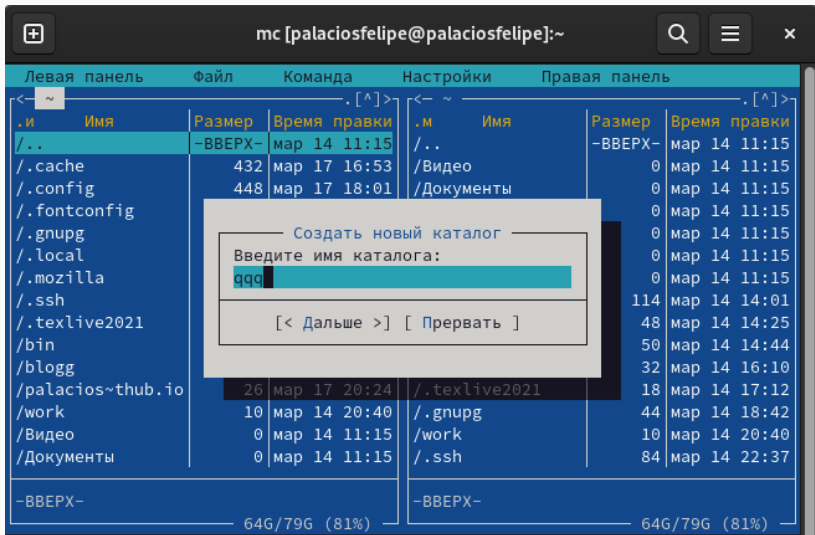 mc [palaciosfelipe@palaciosfelipe]:~
Левая панель Файл Команда Настройки Правая панель
<— ~ .[^]> <— ~ .[^]>
.и Имя Размер Время правки .м Имя Размер Время правки
/.. -ВВЕРХ- мар 14 11:15 /.. -ВВЕРХ- мар 14 11:15
/.cache 432 мар 17 16:53 /Видео 0 мар 14 11:15
/.config 448 мар 17 18:01 /Документы 0 мар 14 11:15
/.fontconfig 0 мар 14 11:15
/.gnupg Создать новый каталог 0 мар 14 11:15
/.local Введите имя каталога: 0 мар 14 11:15
/.mozilla qqq 0 мар 14 11:15
/.ssh 114 мар 14 14:01
/.texlive2021 [< Дальше >] [ Прервать ] 48 мар 14 14:25
/bin 50 мар 14 14:44
/blogg 32 мар 14 16:10
/palacios~thub.io 26 мар 17 20:24 /.texlive2021 18 мар 14 17:12
/work 10 мар 14 20:40 /.gnupg 44 мар 14 18:42
/Видео 0 мар 14 11:15 /work 10 мар 14 20:40
/Документы 0 мар 14 11:15 /.ssh 84 мар 14 22:37
-ВВЕРХ- -ВВЕРХ-
64G/79G (81%) 64G/79G (81%)